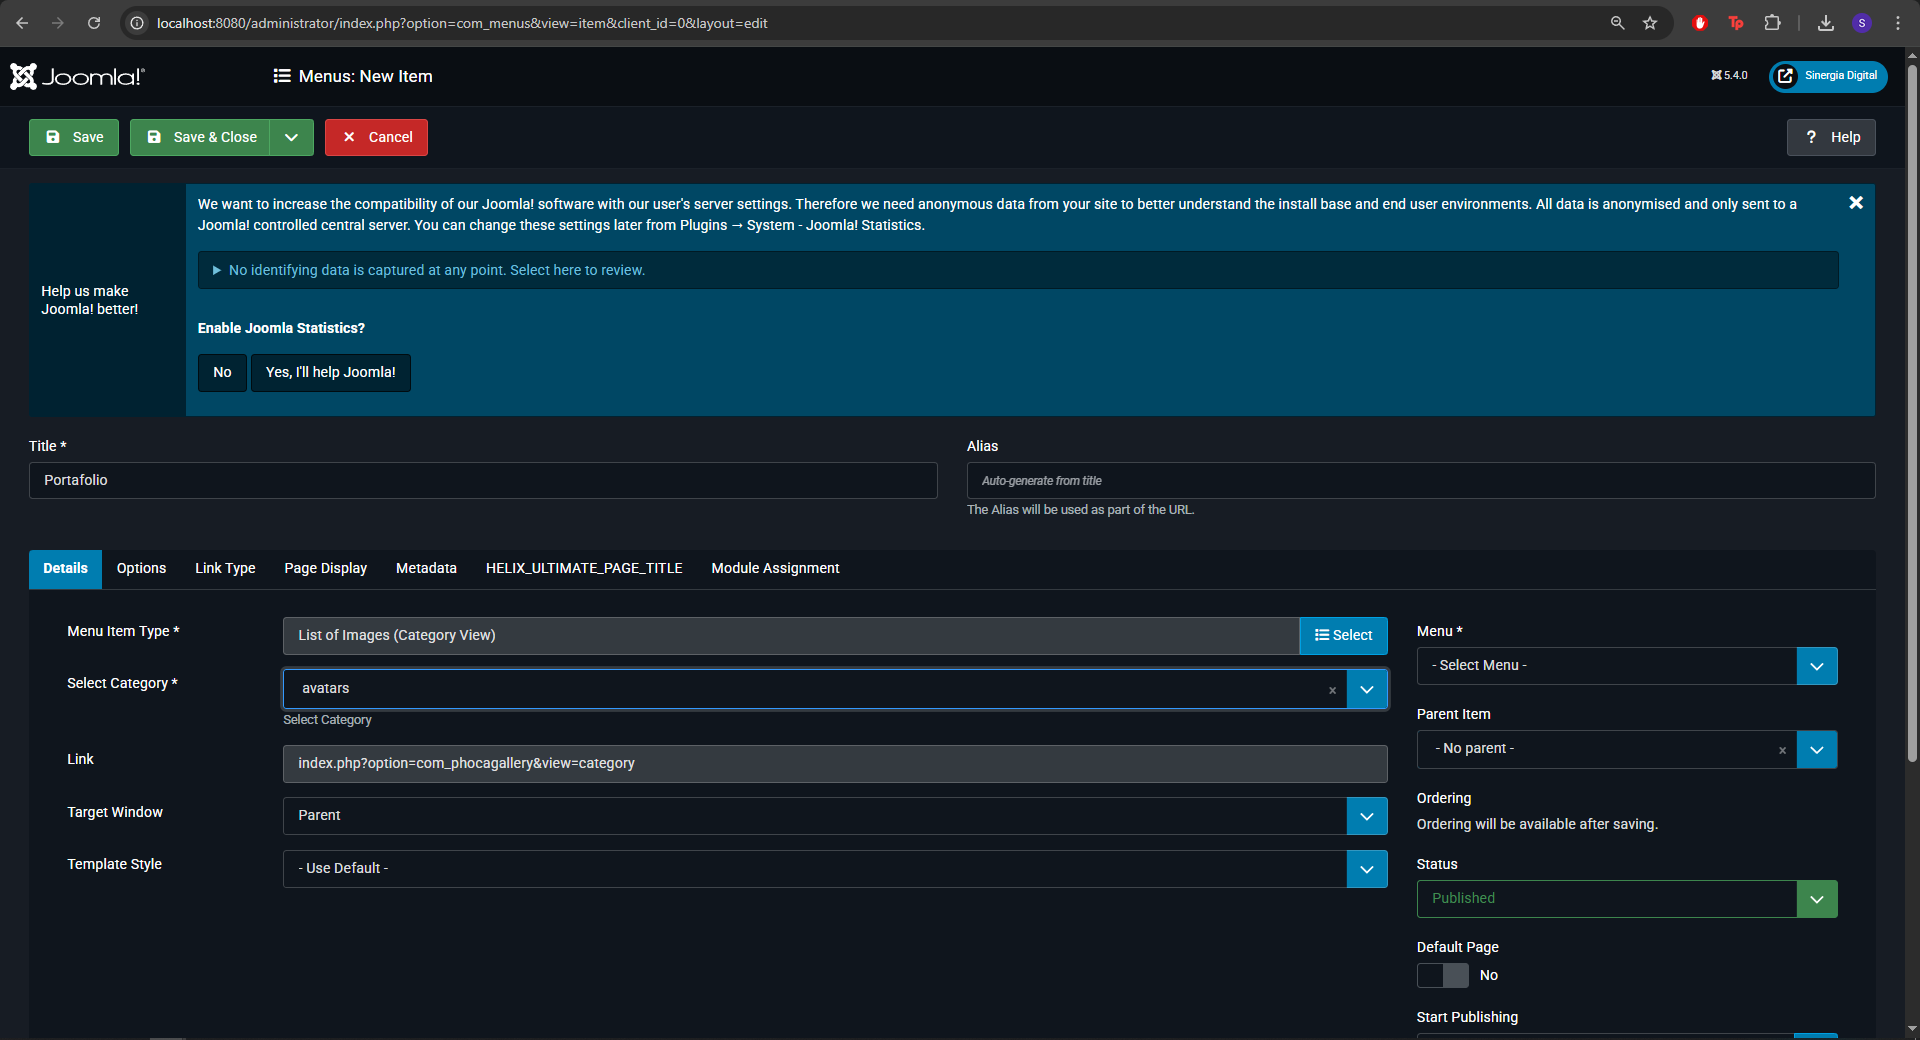 localhost:8080/administrator/index.php?option=com_menus&view=item&client_id=0&layout=edit
Tp
S
Joomla!®
Menus: New Item
5.4.0
Sinergia Digital
Save
Save & Close
Cancel
? Help
Help us make
Joomla! better!
We want to increase the compatibility of our Joomla! software with our user's server settings. Therefore we need anonymous data from your site to better understand the install base and end user environments. All data is anonymised and only sent to a
Joomla! controlled central server. You can change these settings later from Plugins → System - Joomla! Statistics.
No identifying data is captured at any point. Select here to review.
Enable Joomla Statistics?
No
Yes, I'll help Joomla!
Title *
Portafolio
Alias
Auto-generate from title
The Alias will be used as part of the URL.
Details
Options
Link Type
Page Display
Metadata
HELIX_ULTIMATE_PAGE_TITLE
Module Assignment
Menu Item Type *
List of Images (Category View)
Select
Select Category *
avatars
Select Category
Link
index.php?option=com_phocagallery&view=category
Target Window
Parent
Template Style
- Use Default -
Menu *
- Select Menu -
Parent Item
- No parent -
Ordering
Ordering will be available after saving.
Status
Published
Default Page
No
Start Publishing